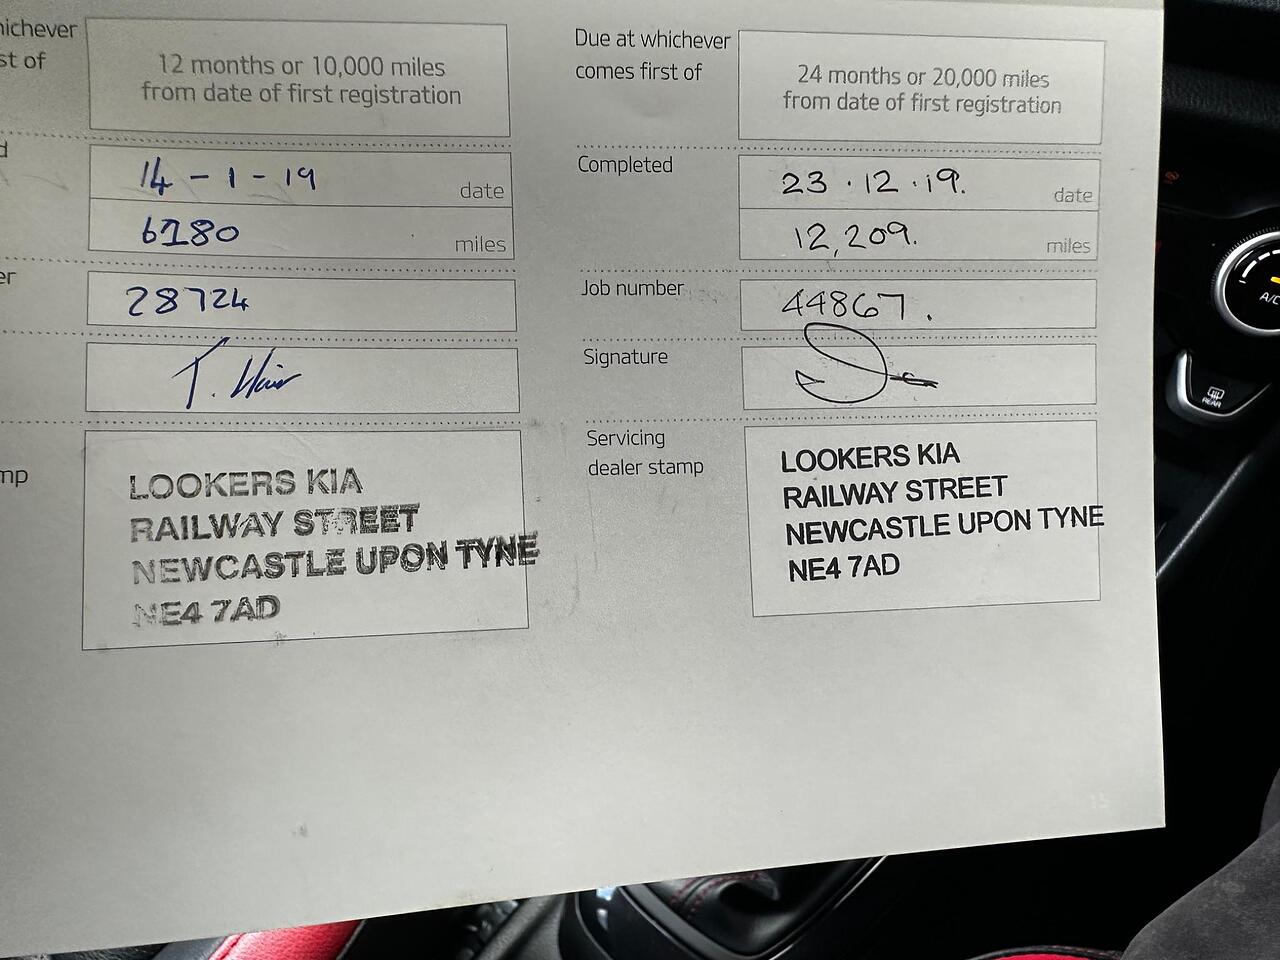 hichever
st of
12 months or 10,000 miles
from date of first registration
d
14 - 1 - 19
date
6180
miles
er
28724
mp
LOOKERS KIA
RAILWAY STREET
NEWCASTLE UPON TYNE
NE4 7AD
Due at whichever
comes first of
24 months or 20,000 miles
from date of first registration
Completed
23 . 12 . 19.
date
12,209.
miles
Job number
44867.
Signature
Servicing
dealer stamp
LOOKERS KIA
RAILWAY STREET
NEWCASTLE UPON TYNE
NE4 7AD
A/C
REAR